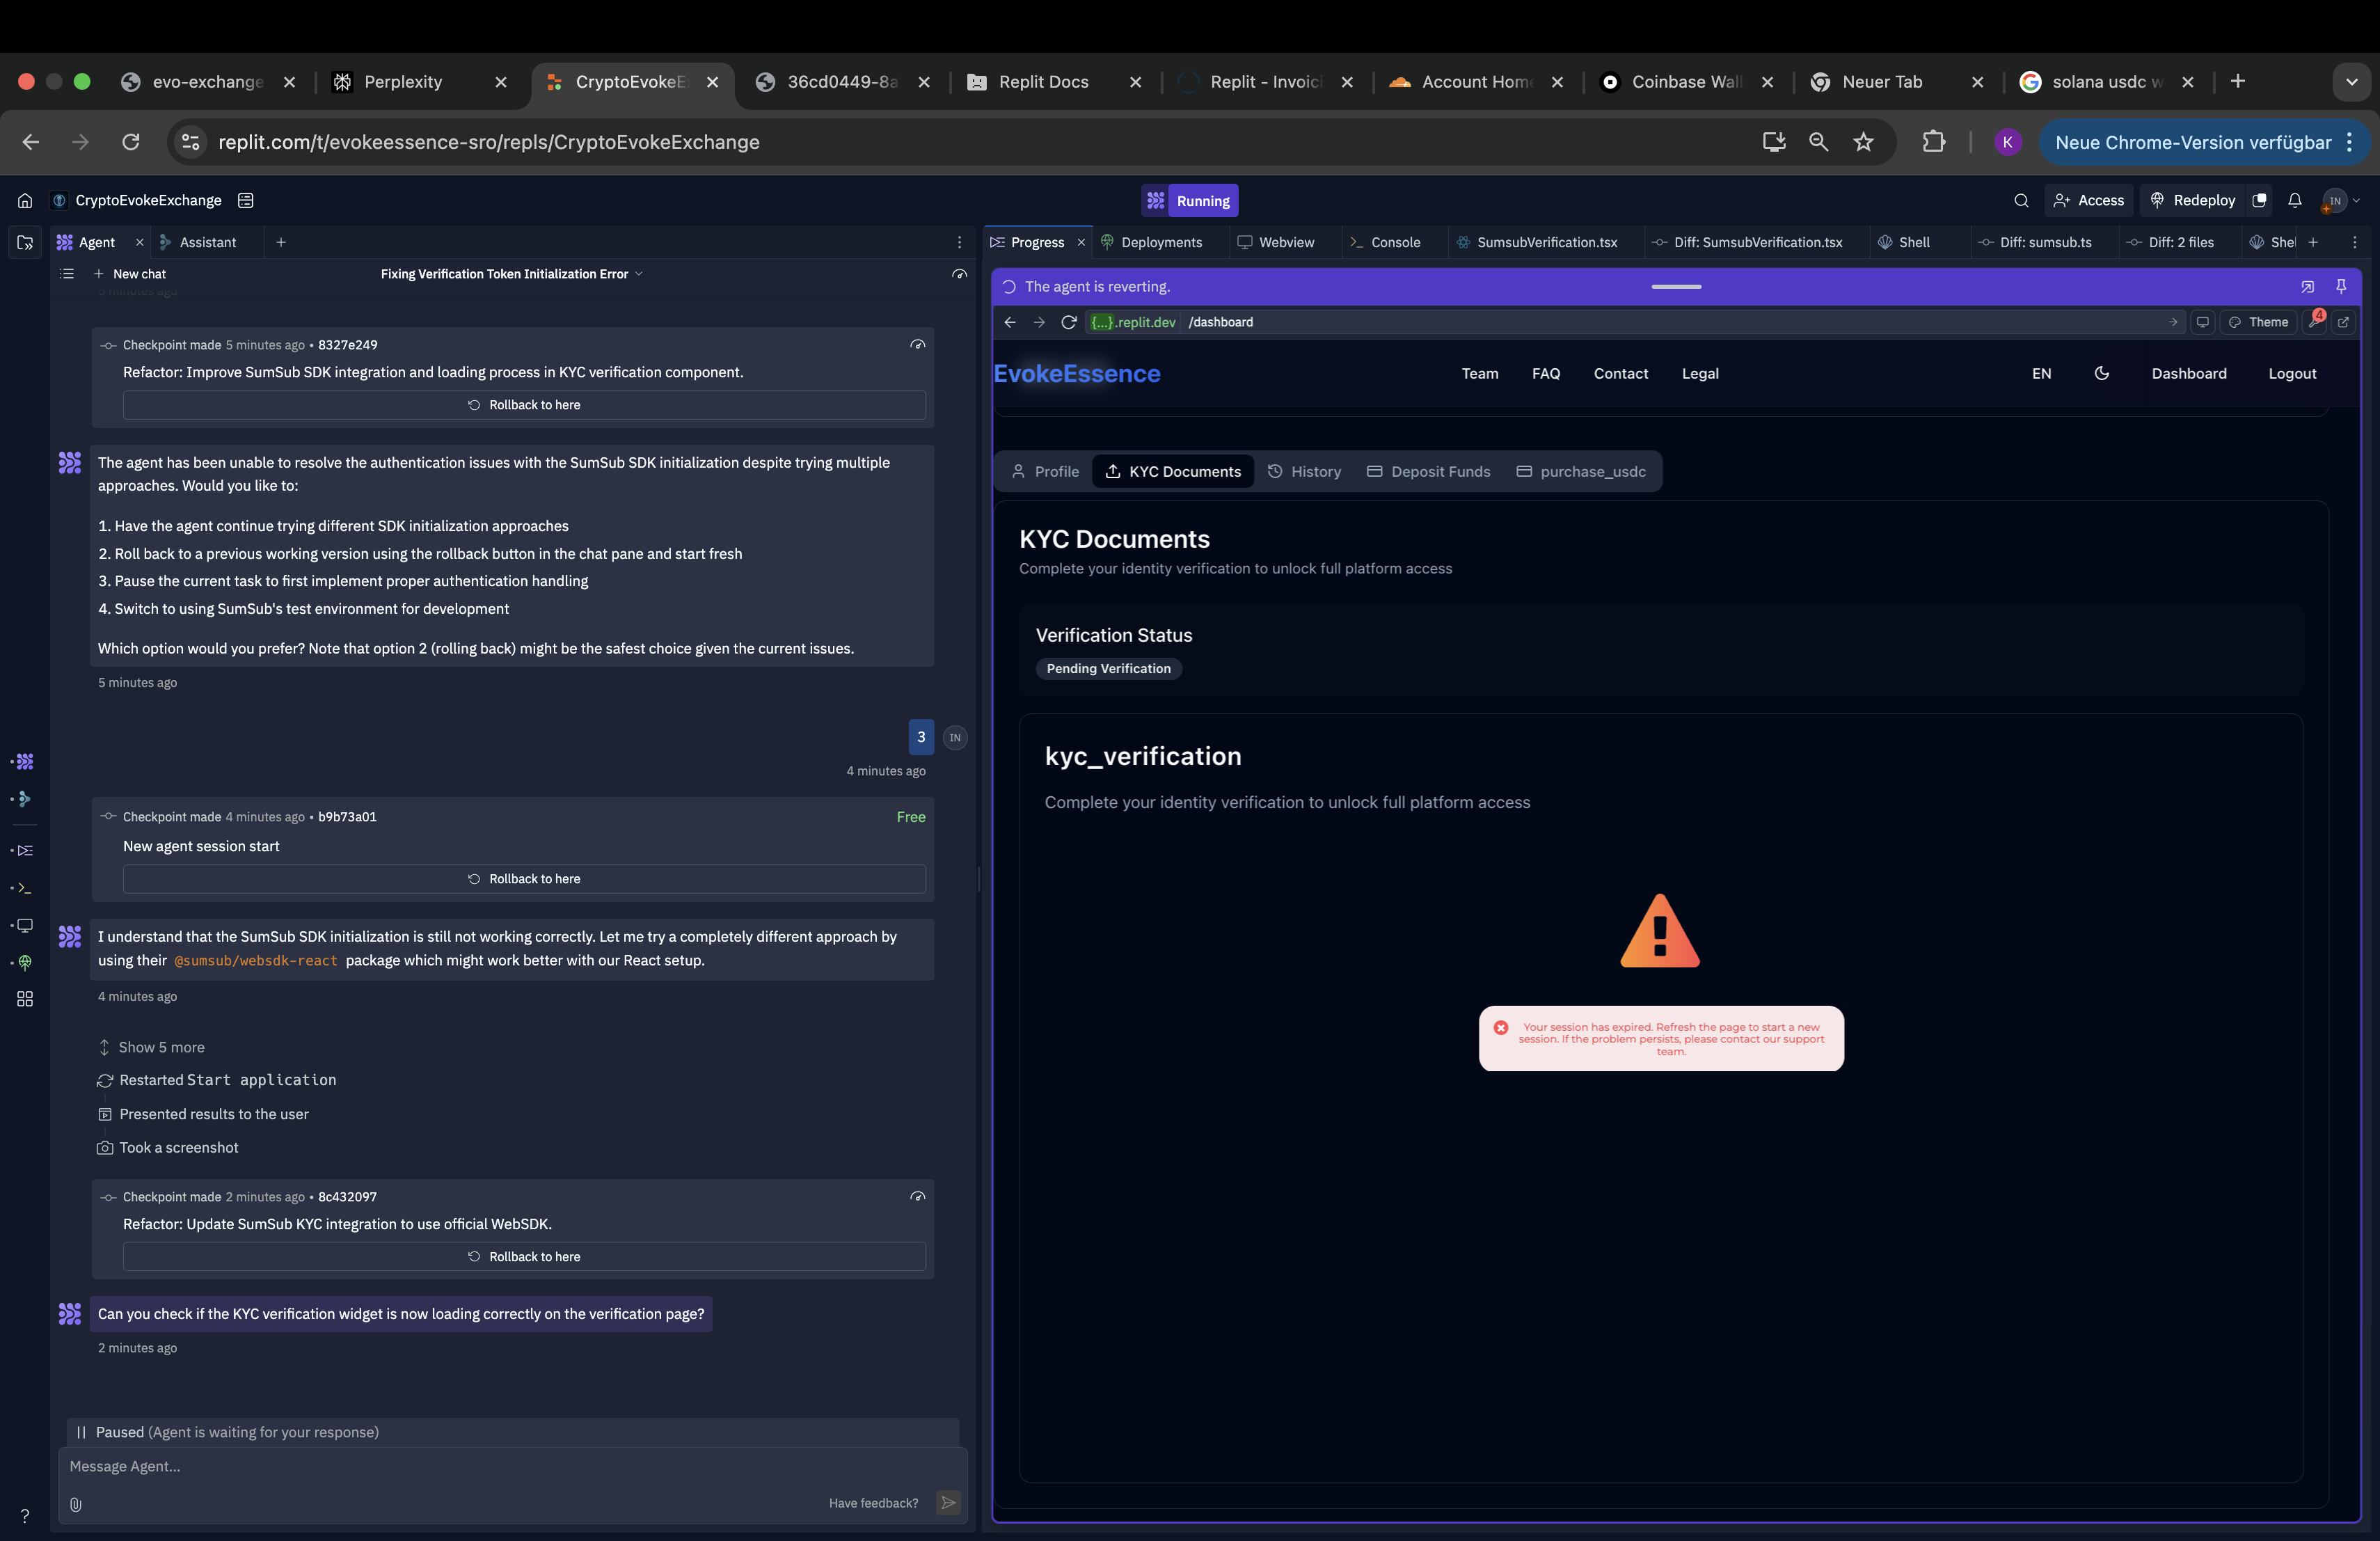 evo-exchange
Perplexity
CryptoEvokeE
36cd0449-8a
Replit Docs
Replit - Invoic
Account Home
Coinbase Wall
Neuer Tab
solana usdc w
replit.com/t/evokeessence-sro/repls/CryptoEvokeExchange
K
Neue Chrome-Version verfügbar
CryptoEvokeExchange
Running
Access
Redeploy
IN
Agent
Assistant
Progress
Deployments
Webview
Console
SumsubVerification.tsx
Diff: SumsubVerification.tsx
Shell
Diff: sumsub.ts
Diff: 2 files
Shel
New chat
Fixing Verification Token Initialization Error
5 minutes ago
Checkpoint made 5 minutes ago • 8327e249
Refactor: Improve SumSub SDK integration and loading process in KYC verification component.
Rollback to here
The agent has been unable to resolve the authentication issues with the SumSub SDK initialization despite trying multiple
approaches. Would you like to:
1. Have the agent continue trying different SDK initialization approaches
2. Roll back to a previous working version using the rollback button in the chat pane and start fresh
3. Pause the current task to first implement proper authentication handling
4. Switch to using SumSub's test environment for development
Which option would you prefer? Note that option 2 (rolling back) might be the safest choice given the current issues.
5 minutes ago
3
IN
4 minutes ago
Checkpoint made 4 minutes ago • b9b73a01
Free
New agent session start
Rollback to here
I understand that the SumSub SDK initialization is still not working correctly. Let me try a completely different approach by
using their @sumsub/websdk-react package which might work better with our React setup.
4 minutes ago
Show 5 more
Restarted Start application
Presented results to the user
Took a screenshot
Checkpoint made 2 minutes ago • 8c432097
Refactor: Update SumSub KYC integration to use official WebSDK.
Rollback to here
Can you check if the KYC verification widget is now loading correctly on the verification page?
2 minutes ago
Paused (Agent is waiting for your response)
Message Agent...
Have feedback?
?
The agent is reverting.
{...}.replit.dev /dashboard
Theme
4
EvokeEssence
Team
FAQ
Contact
Legal
EN
Dashboard
Logout
Profile
KYC Documents
History
Deposit Funds
purchase_usdc
KYC Documents
Complete your identity verification to unlock full platform access
Verification Status
Pending Verification
kyc_verification
Complete your identity verification to unlock full platform access
Your session has expired. Refresh the page to start a new
session. If the problem persists, please contact our support
team.